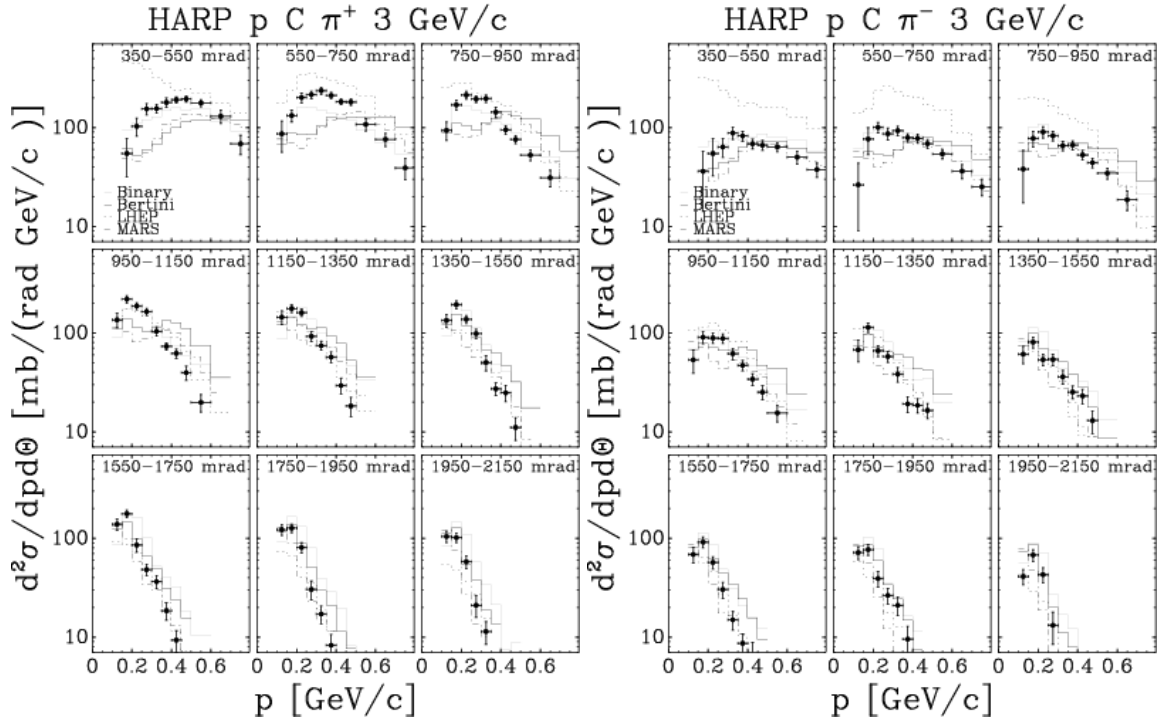 HARP p C π⁺ 3 GeV/c
350−550 mrad
550−750 mrad
750−950 mrad
100
10
Binary
Bertini
LHEP
MARS
950−1150 mrad
1150−1350 mrad
1350−1550 mrad
100
10
1550−1750 mrad
1750−1950 mrad
1950−2150 mrad
100
10
0 0.2 0.4 0.6 0 0.2 0.4 0.6 0 0.2 0.4 0.6
p [GeV/c]
d²σ/dpdΘ [mb/(rad GeV/c )]
HARP p C π⁻ 3 GeV/c
350−550 mrad
550−750 mrad
750−950 mrad
100
10
Binary
Bertini
LHEP
MARS
950−1150 mrad
1150−1350 mrad
1350−1550 mrad
100
10
1550−1750 mrad
1750−1950 mrad
1950−2150 mrad
100
10
0 0.2 0.4 0.6 0 0.2 0.4 0.6 0 0.2 0.4 0.6
p [GeV/c]
d²σ/dpdΘ [mb/(rad GeV/c )]